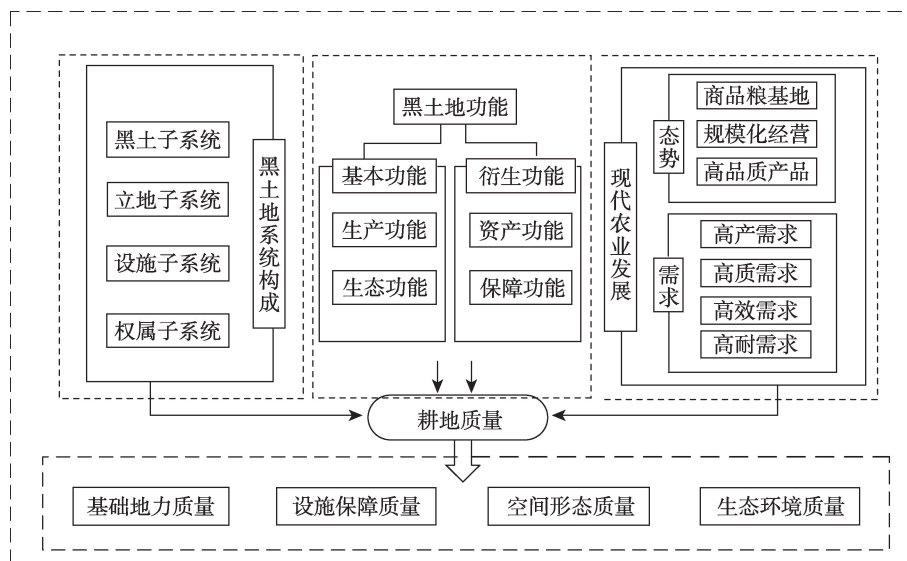 黑土子系统
立地子系统
设施子系统
权属子系统
黑土地系统构成
黑土地功能
基本功能
生产功能
生态功能
衍生功能
资产功能
保障功能
现代农业发展
态势
商品粮基地
规模化经营
高品质产品
需求
高产需求
高质需求
高效需求
高耐需求
耕地质量
基础地力质量
设施保障质量
空间形态质量
生态环境质量